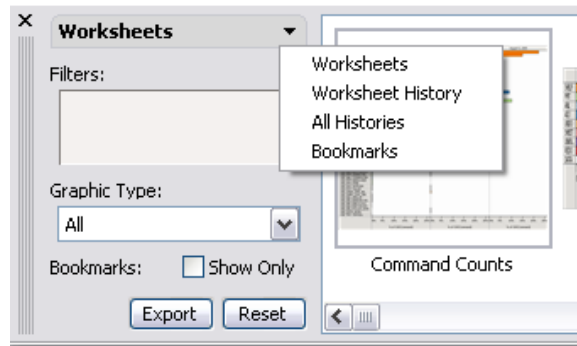 Worksheets
Worksheets
Worksheet History
All Histories
Bookmarks
Filters:
Graphic Type:
All
Bookmarks: Show Only
Export Reset
Command Counts